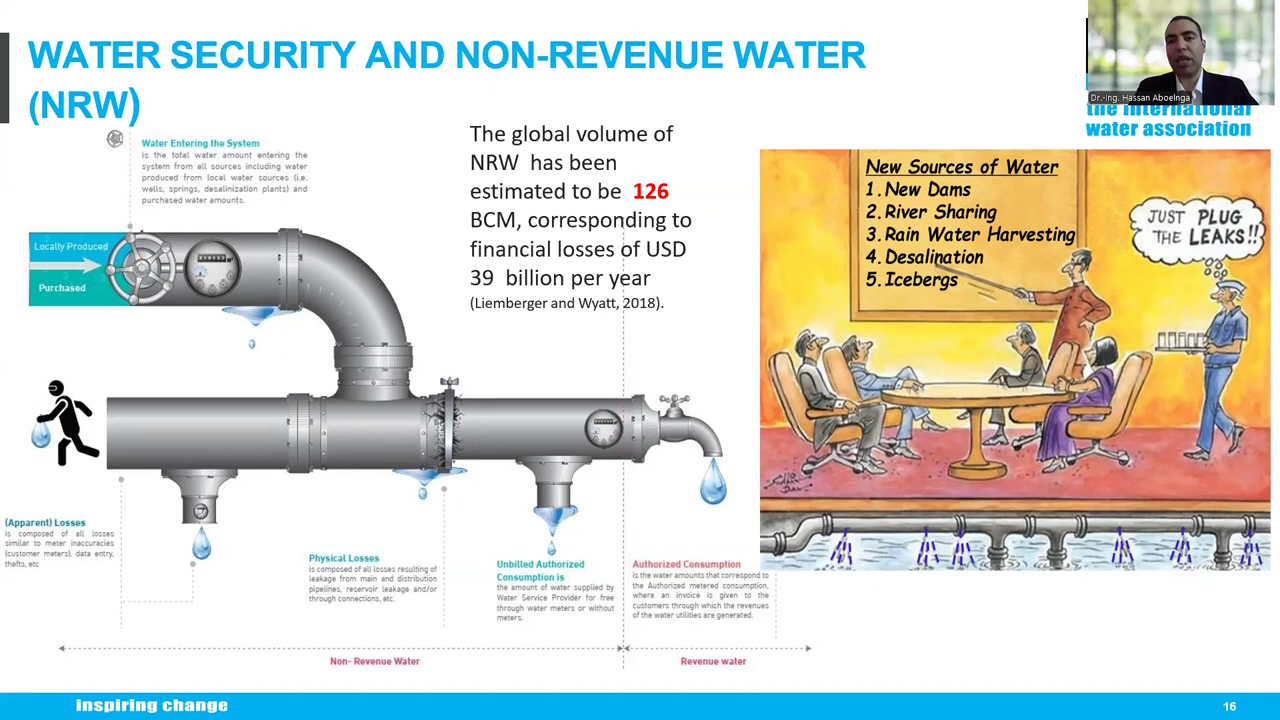 WATER SECURITY AND NON-REVENUE WATER
(NRW)
Dr.-Ing. Hassan Aboelnga
the international
water association
Water Entering the System
is the total water amount entering the
system from all sources including water
produced from local water sources (i.e.
wells, springs, desalinization plants) and
purchased water amounts.
Locally Produced
Purchased
The global volume of
NRW has been
estimated to be 126
BCM, corresponding to
financial losses of USD
39 billion per year
(Liemberger and Wyatt, 2018).
New Sources of Water
1. New Dams
2. River Sharing
3. Rain Water Harvesting
4. Desalination
5. Icebergs
JUST PLUG
THE LEAKS!!
(Apparent) Losses
is composed of all losses
similar to meter inaccuracies
(customer meters), data entry,
thefts, etc
Physical Losses
is composed of all losses resulting of
leakage from main and distribution
pipelines, reservoir leakage and/or
through connections, etc.
Unbilled Authorized
Consumption is
the amount of water supplied by
Water Service Provider for free
through water meters or without
meters.
Authorized Consumption
is the water amounts that correspond to
the Authorized metered consumption,
where an invoice is given to the
customers through which the revenues
of the water utilities are generated.
Non- Revenue Water
Revenue water
inspiring change
16